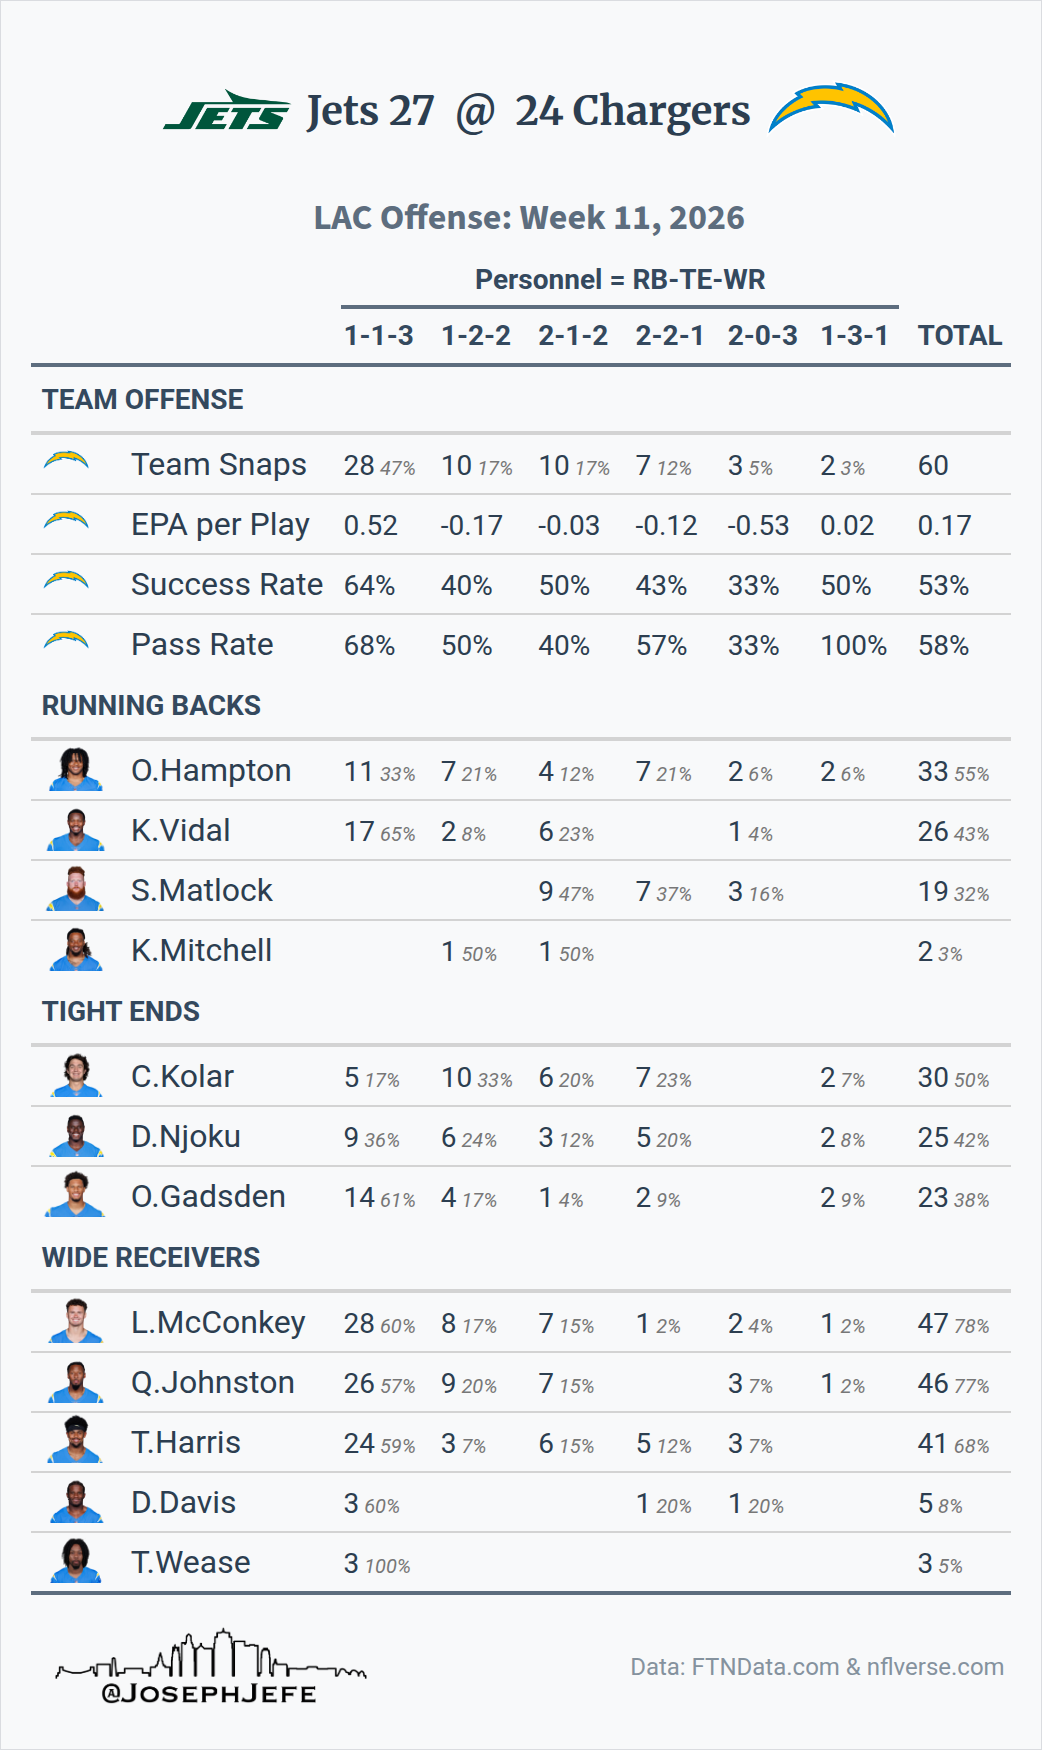 JETS Jets 27 @ 24 Chargers
LAC Offense: Week 11, 2026
Personnel = RB-TE-WR
1-1-3 1-2-2 2-1-2 2-2-1 2-0-3 1-3-1 TOTAL
TEAM OFFENSE
Team Snaps 28 47% 10 17% 10 17% 7 12% 3 5% 2 3% 60
EPA per Play 0.52 -0.17 -0.03 -0.12 -0.53 0.02 0.17
Success Rate 64% 40% 50% 43% 33% 50% 53%
Pass Rate 68% 50% 40% 57% 33% 100% 58%
RUNNING BACKS
O.Hampton 11 33% 7 21% 4 12% 7 21% 2 6% 2 6% 33 55%
K.Vidal 17 65% 2 8% 6 23% 1 4% 26 43%
S.Matlock 9 47% 7 37% 3 16% 19 32%
K.Mitchell 1 50% 1 50% 2 3%
TIGHT ENDS
C.Kolar 5 17% 10 33% 6 20% 7 23% 2 7% 30 50%
D.Njoku 9 36% 6 24% 3 12% 5 20% 2 8% 25 42%
O.Gadsden 14 61% 4 17% 1 4% 2 9% 2 9% 23 38%
WIDE RECEIVERS
L.McConkey 28 60% 8 17% 7 15% 1 2% 2 4% 1 2% 47 78%
Q.Johnston 26 57% 9 20% 7 15% 3 7% 1 2% 46 77%
T.Harris 24 59% 3 7% 6 15% 5 12% 3 7% 41 68%
D.Davis 3 60% 1 20% 1 20% 5 8%
T.Wease 3 100% 3 5%
@JOSEPHJEFE
Data: FTNData.com & nflverse.com